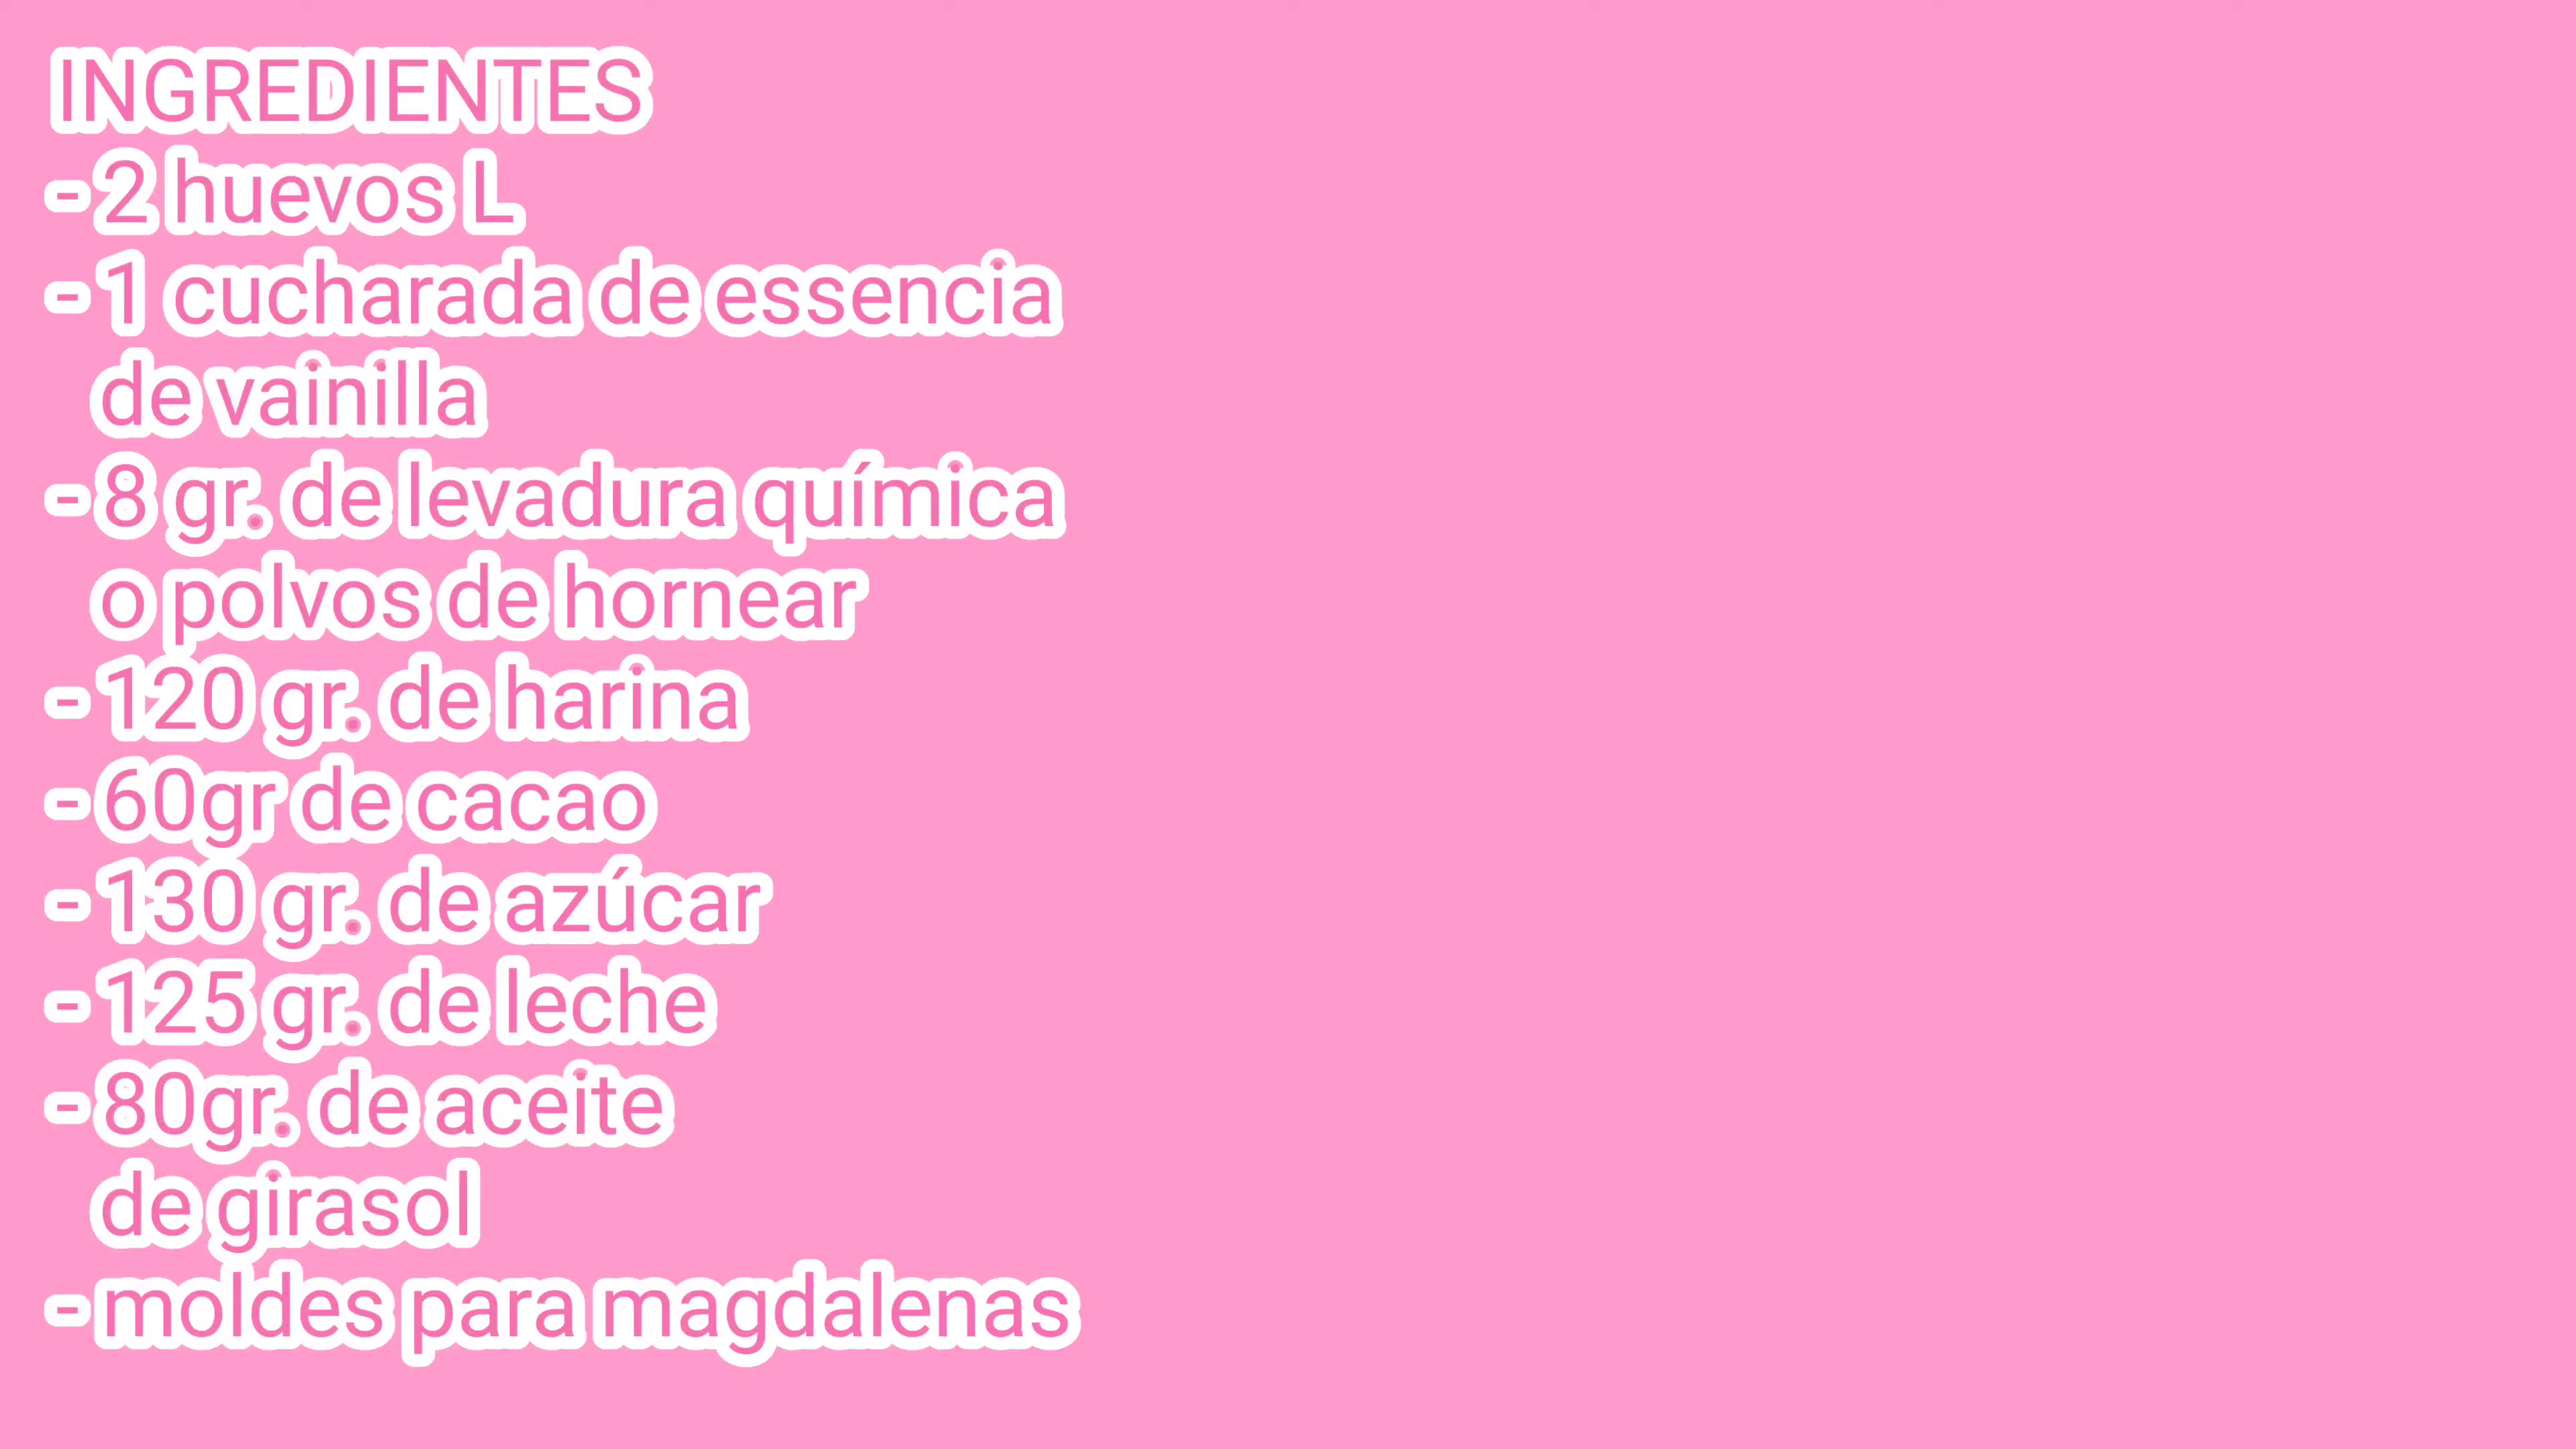 INGREDIENTES
- 2 huevos L
- 1 cucharada de essencia
de vainilla
- 8 gr. de levadura química
o polvos de hornear
- 120 gr. de harina
- 60gr de cacao
- 130 gr. de azúcar
- 125 gr. de leche
- 80gr. de aceite
de girasol
- moldes para magdalenas